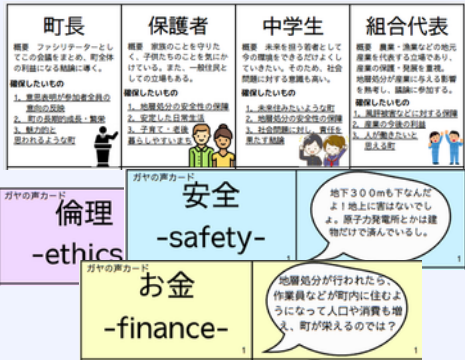 町長
概要　ファシリテーターとし
てこの会議をまとめ、町全体
の利益になる結論に導く。
確保したいもの
1、意思表明が参加者全員の
意向の反映
2、町の長期的成長・繁栄
3、魅力的と
思われるような町
保護者
概要　家族のことを守りた
く、子供たちのことを気にか
けている。また、一般住民と
しての立場もある。
確保したいもの
1、地層処分の安全性の保障
2、安定した日常生活
3、子育て・老後
暮らしやすいまち
中学生
概要　未来を担う若者として
今の環境をできるだけよくし
ていきたい。そのため、社会
問題に対する意識も高い。
確保したいもの
1、未来住みたいような町
2、地層処分の安全性の保障
3、社会問題に対し、責任を
果たす結論
組合代表
概要　農業・漁業などの地元
産業を代表する立場であり、
産業の保護・発展を重視。
地層処分が産業に与える影響
を熟考し、議論に参加する。
確保したいもの
1、風評被害などに対する保障
2、産業の今後の利益
3、人が働きたいと
思える町
ガヤの声カード
倫理
-ethics
ガヤの声カード
安全
-safety-
1
地下３００mも下なんだ
よ！地上に害はないでし
ょ。原子力発電所とかは建
物だけで済んでいるし。
1
ガヤの声カード
お金
-finance-
1
地層処分が行われたら、
作業員などが町内に住むよ
うになって人口や消費も増
え、町が栄えるのでは？
1